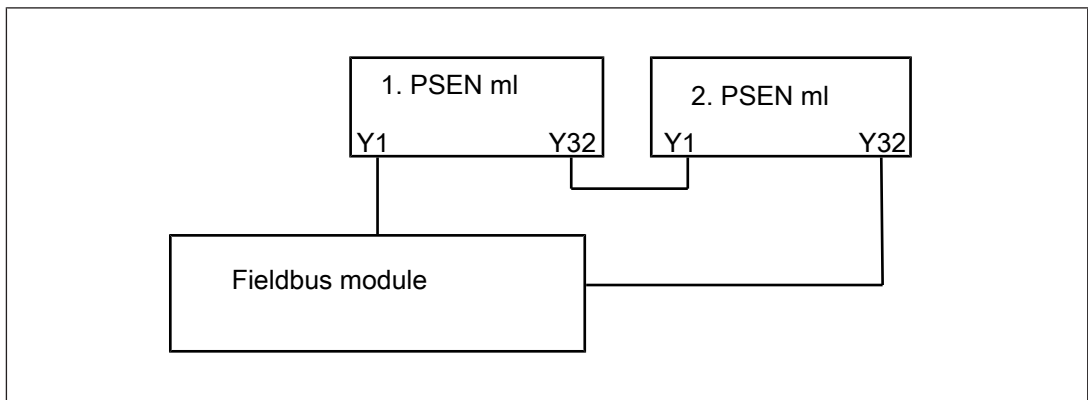 1. PSEN ml
Y1 Y32
2. PSEN ml
Y1 Y32
Fieldbus module